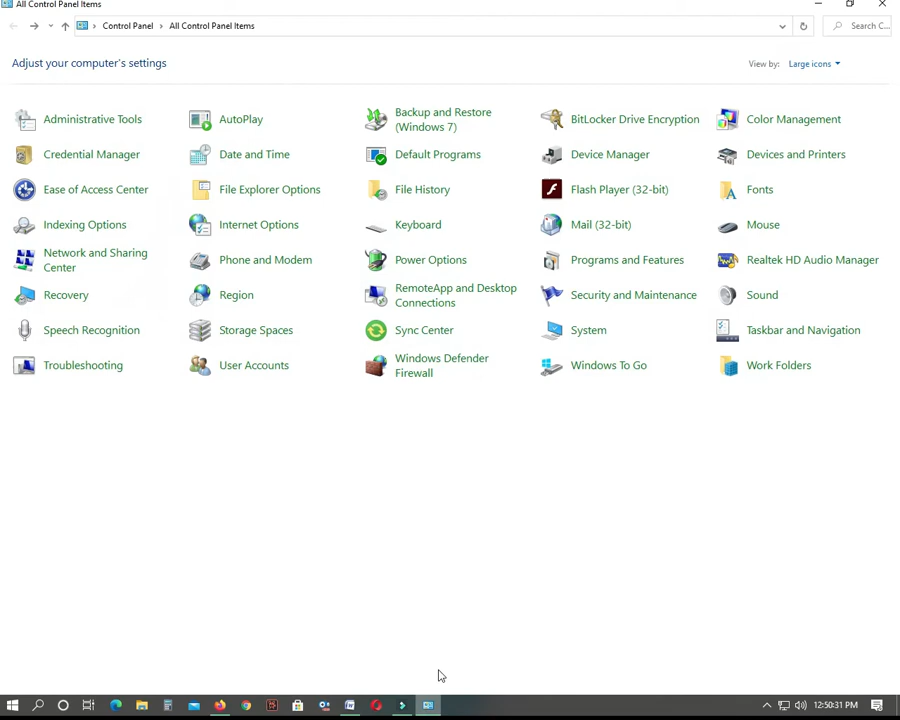 All Control Panel Items
Control Panel > All Control Panel Items
Search C...
Adjust your computer's settings
View by: Large icons
Administrative Tools
AutoPlay
Backup and Restore
(Windows 7)
BitLocker Drive Encryption
Color Management
Credential Manager
Date and Time
Default Programs
Device Manager
Devices and Printers
Ease of Access Center
File Explorer Options
File History
Flash Player (32-bit)
Fonts
Indexing Options
Internet Options
Keyboard
Mail (32-bit)
Mouse
Network and Sharing
Center
Phone and Modem
Power Options
Programs and Features
Realtek HD Audio Manager
Recovery
Region
RemoteApp and Desktop
Connections
Security and Maintenance
Sound
Speech Recognition
Storage Spaces
Sync Center
System
Taskbar and Navigation
Troubleshooting
User Accounts
Windows Defender
Firewall
Windows To Go
Work Folders
12:50:31 PM